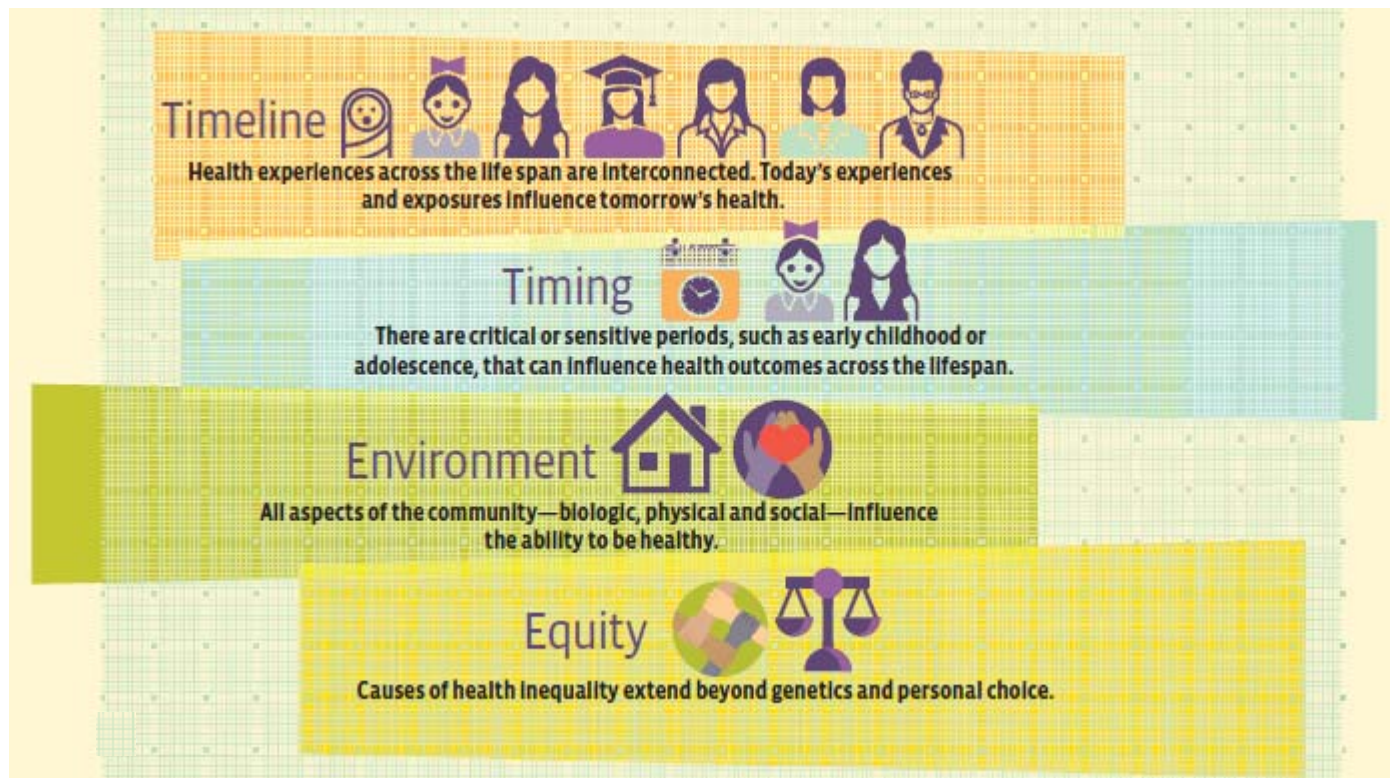 Timeline
Health experiences across the life span are interconnected. Today's experiences
and exposures influence tomorrow's health.
Timing
There are critical or sensitive periods, such as early childhood or
adolescence, that can influence health outcomes across the lifespan.
Environment
All aspects of the community—biologic, physical and social—influence
the ability to be healthy.
Equity
Causes of health inequality extend beyond genetics and personal choice.